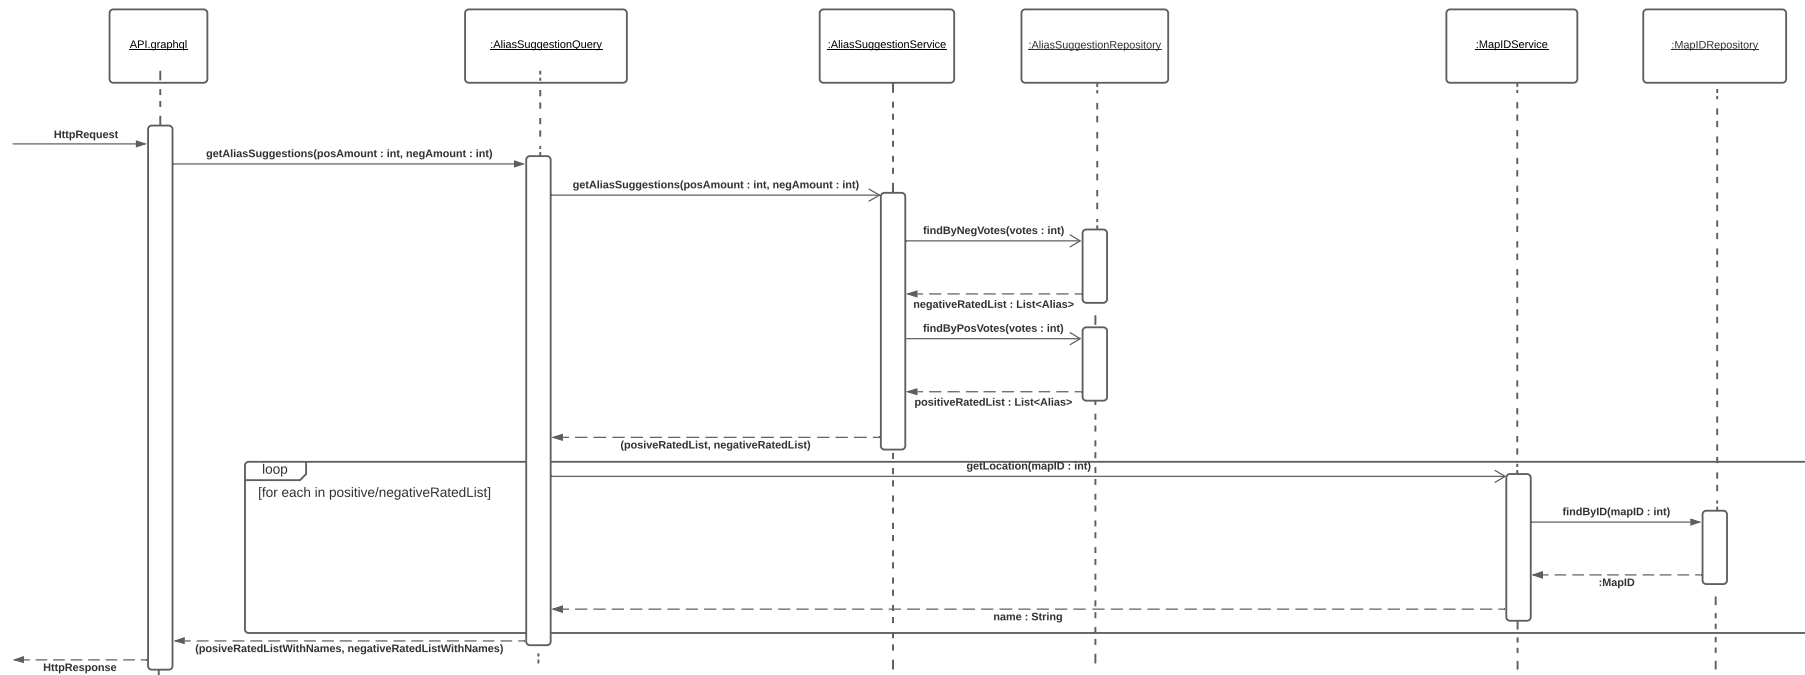 API.graphql
:AliasSuggestionQuery
:AliasSuggestionService
:AliasSuggestionRepository
:MapIDService
:MapIDRepository
HttpRequest
getAliasSuggestions(posAmount : int, negAmount : int)
getAliasSuggestions(posAmount : int, negAmount : int)
findByNegVotes(votes : int)
negativeRatedList : List<Alias>
findByPosVotes(votes : int)
positiveRatedList : List<Alias>
(posiveRatedList, negativeRatedList)
loop
getLocation(mapID : int)
[for each in positive/negativeRatedList]
findByID(mapID : int)
:MapID
name : String
(posiveRatedListWithNames, negativeRatedListWithNames)
HttpResponse